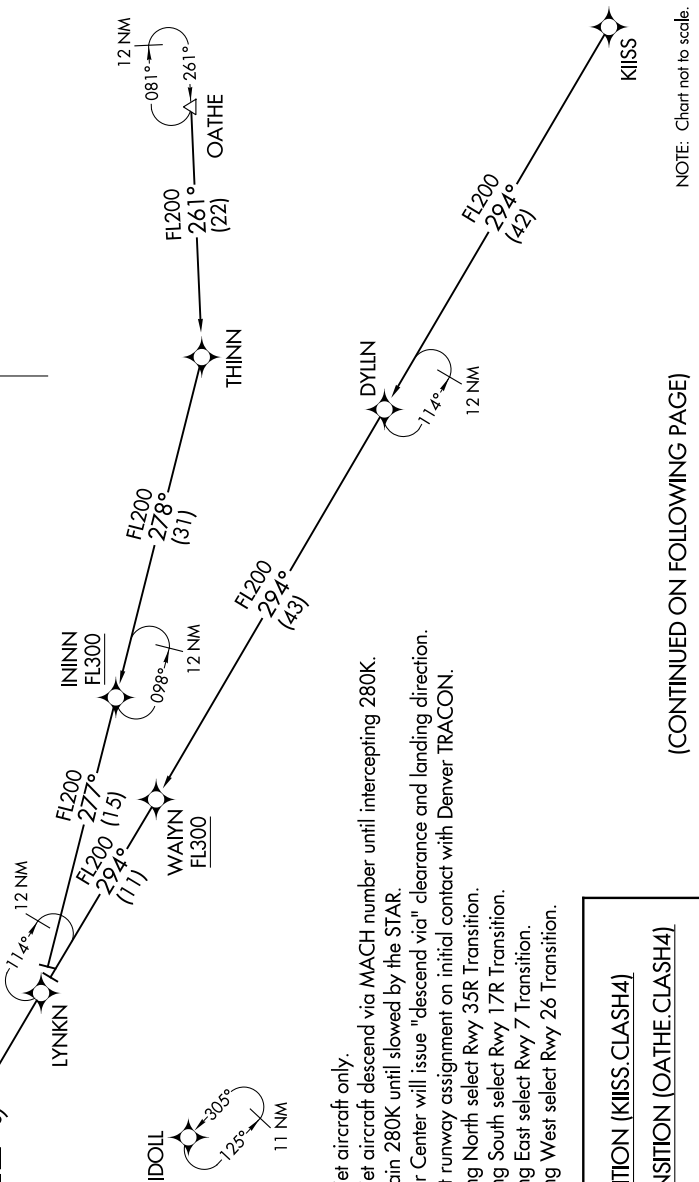 12 NM
081°
261°
OATHE
FL200
261°
(22)
THINN
FL200
278°
(31)
ININN
FL300
098°
12 NM
FL200
277°
(15)
KIISS
FL200
294°
(42)
DYLLN
114°
12 NM
FL200
294°
(43)
WAIYN
FL300
FL200
294°
(11)
12 NM
114°
LYNKN
IDOLL
305°
125°
11 NM
et aircraft only.
et aircraft descend via MACH number until intercepting 280K.
ain 280K until slowed by the STAR.
r Center will issue "descend via" clearance and landing direction.
t runway assignment on initial contact with Denver TRACON.
ng North select Rwy 35R Transition.
ng South select Rwy 17R Transition.
ng East select Rwy 7 Transition.
ng West select Rwy 26 Transition.
ITION (KIISS.CLASH4)
NSITION (OATHE.CLASH4)
(CONTINUED ON FOLLOWING PAGE)
NOTE: Chart not to scale.